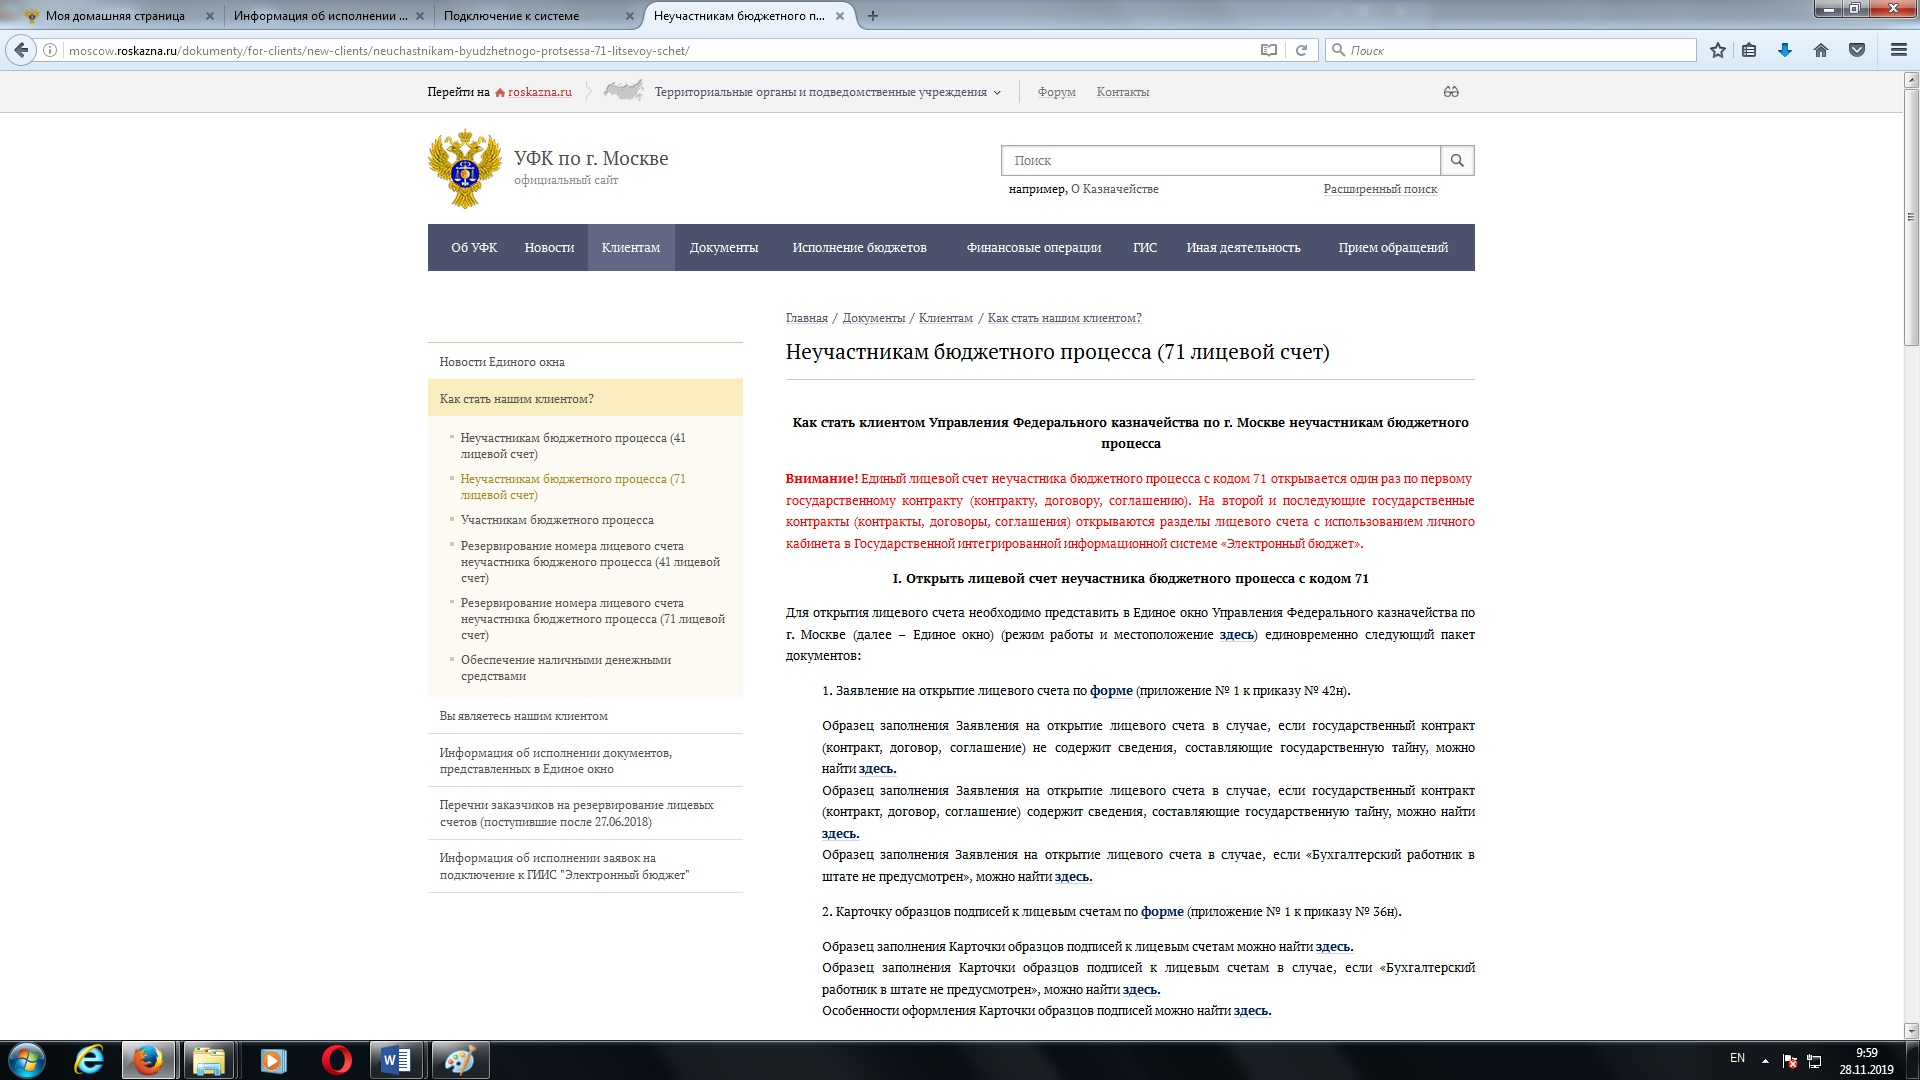 Моя домашняя страница
Информация об исполнении ...
Подключение к системе
Неучастникам бюджетного п...
moscow.roskazna.ru/dokumenty/for-clients/new-clients/neuchastnikam-byudzhetnogo-protsessa-71-litsevoy-schet/
Поиск
Перейти на roskazna.ru
Территориальные органы и подведомственные учреждения
Форум
Контакты
УФК по г. Москве
официальный сайт
Поиск
например, О Казначействе
Расширенный поиск
Об УФК
Новости
Клиентам
Документы
Исполнение бюджетов
Финансовые операции
ГИС
Иная деятельность
Прием обращений
Новости Единого окна
Как стать нашим клиентом?
Неучастникам бюджетного процесса (41
лицевой счет)
Неучастникам бюджетного процесса (71
лицевой счет)
Участникам бюджетного процесса
Резервирование номера лицевого счета
неучастника бюдженого процесса (41 лицевой
счет)
Резервирование номера лицевого счета
неучастника бюджетного процесса (71 лицевой
счет)
Обеспечение наличными денежными
средствами
Вы являетесь нашим клиентом
Информация об исполнении документов,
представленных в Единое окно
Перечни заказчиков на резервирование лицевых
счетов (поступившие после 27.06.2018)
Информация об исполнении заявок на
подключение к ГИИС "Электронный бюджет"
Главная / Документы / Клиентам / Как стать нашим клиентом?
Неучастникам бюджетного процесса (71 лицевой счет)
Как стать клиентом Управления Федерального казначейства по г. Москве неучастникам бюджетного
процесса
Внимание! Единый лицевой счет неучастника бюджетного процесса с кодом 71 открывается один раз по первому
государственному контракту (контракту, договору, соглашению). На второй и последующие государственные
контракты (контракты, договоры, соглашения) открываются разделы лицевого счета с использованием личного
кабинета в Государственной интегрированной информационной системе «Электронный бюджет».
I. Открыть лицевой счет неучастника бюджетного процесса с кодом 71
Для открытия лицевого счета необходимо представить в Единое окно Управления Федерального казначейства по
г. Москве (далее – Единое окно) (режим работы и местоположение здесь) единовременно следующий пакет
документов:
1. Заявление на открытие лицевого счета по форме (приложение № 1 к приказу № 42н).
Образец заполнения Заявления на открытие лицевого счета в случае, если государственный контракт
(контракт, договор, соглашение) не содержит сведения, составляющие государственную тайну, можно
найти здесь.
Образец заполнения Заявления на открытие лицевого счета в случае, если государственный контракт
(контракт, договор, соглашение) содержит сведения, составляющие государственную тайну, можно найти
здесь.
Образец заполнения Заявления на открытие лицевого счета в случае, если «Бухгалтерский работник в
штате не предусмотрен», можно найти здесь.
2. Карточку образцов подписей к лицевым счетам по форме (приложение № 1 к приказу № 36н).
Образец заполнения Карточки образцов подписей к лицевым счетам можно найти здесь.
Образец заполнения Карточки образцов подписей к лицевым счетам в случае, если «Бухгалтерский
работник в штате не предусмотрен», можно найти здесь.
Особенности оформления Карточки образцов подписей можно найти здесь.
EN
9:59
28.11.2019